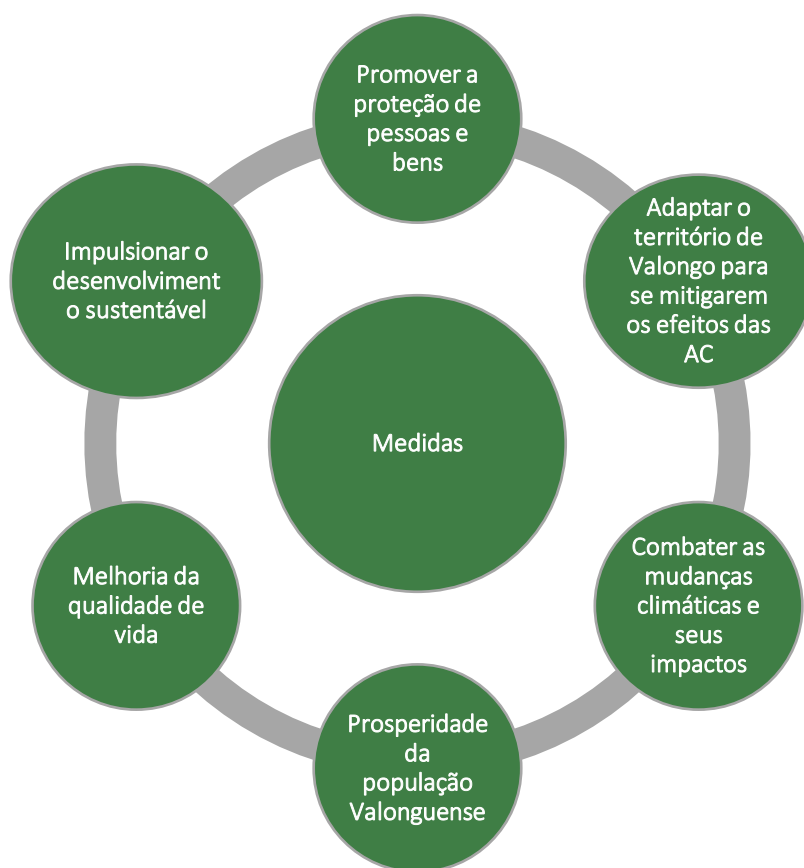 Promover a
proteção de
pessoas e
bens
Adaptar o
território de
Valongo para
se mitigarem
os efeitos das
AC
Combater as
mudanças
climáticas e
seus
impactos
Prosperidade
da
população
Valonguense
Melhoria da
qualidade de
vida
Impulsionar o
desenvolviment
o sustentável
Medidas